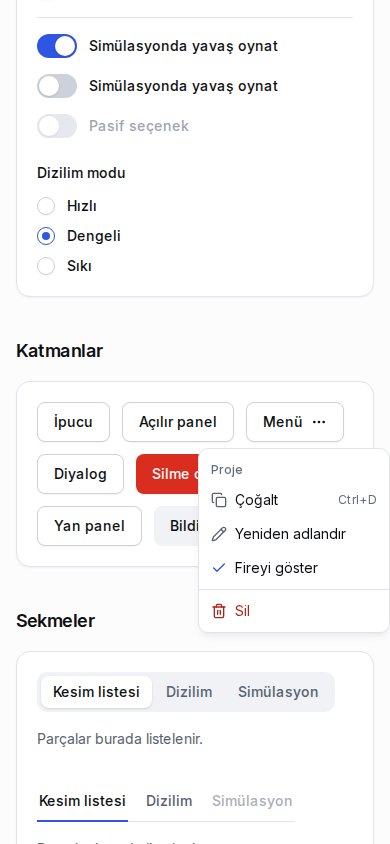 Simülasyonda yavaş oynat
Simülasyonda yavaş oynat
Pasif seçenek
Dizilim modu
Hızlı
Dengeli
Sıkı
Katmanlar
İpucu
Açılır panel
Menü
Diyalog
Silme
Yan panel
Proje
Çoğalt Ctrl+D
Yeniden adlandır
Fireyi göster
Sil
Sekmeler
Kesim listesi Dizilim Simülasyon
Parçalar burada listelenir.
Kesim listesi Dizilim Simülasyon